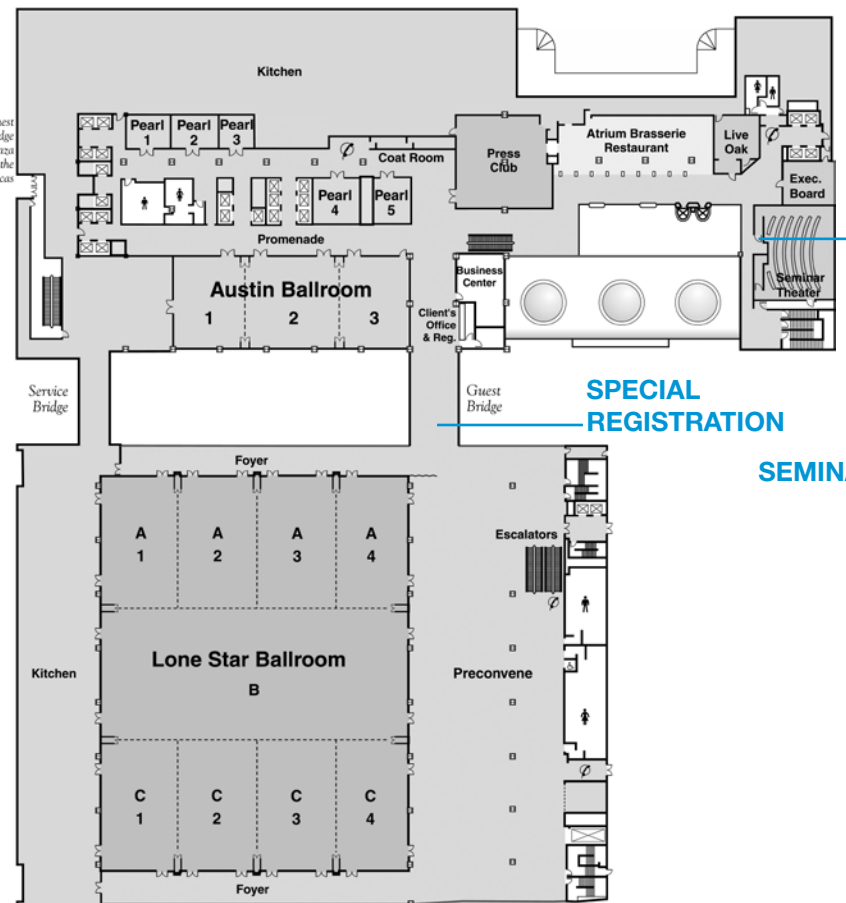 Kitchen
Pearl
1
Pearl
2
Pearl
3
Coat Room
Pearl
4
Pearl
5
Press
Club
Atrium Brasserie
Restaurant
Live
Oak
Exec.
Board
Seminar
Theater
Promenade
Austin Ballroom
1
2
3
Business
Center
Client's
Office
& Reg.
Service
Bridge
Guest
Bridge
SPECIAL
REGISTRATION
SEMINA
Foyer
A
1
A
2
A
3
A
4
Escalators
Kitchen
Lone Star Ballroom
B
Preconvene
C
1
C
2
C
3
C
4
Foyer